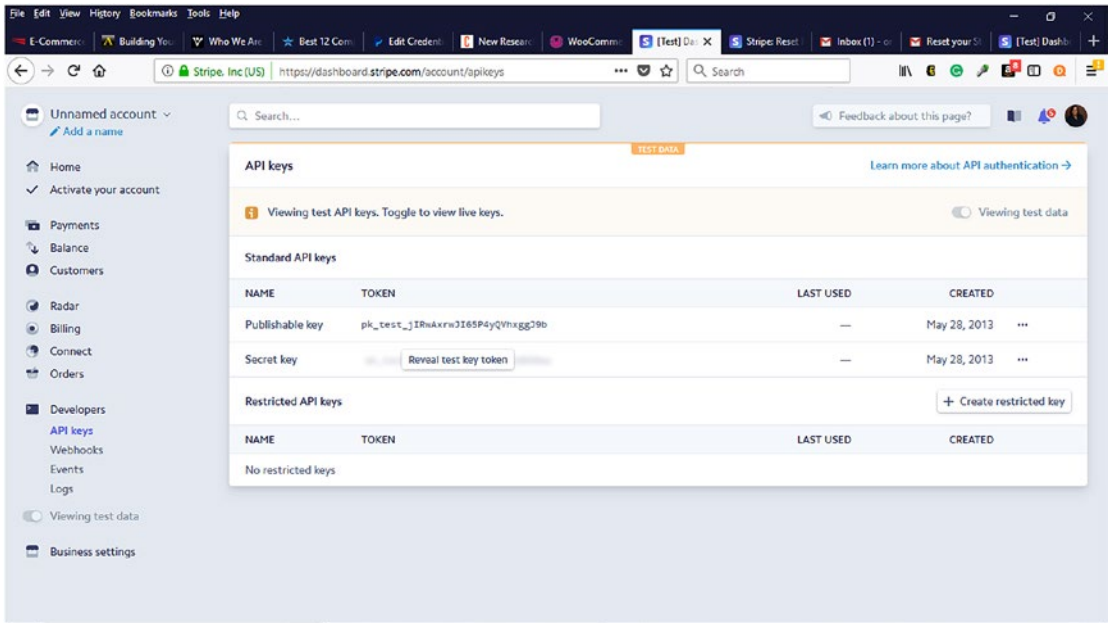 File Edit View History Bookmarks Tools Help
E-Commerc Building You Who We Are Best 12 Com Edit Credent New Researc WooComme [Test] Das X Stripe: Reset Inbox (1) - Reset your St [Test] Dashb
Stripe, Inc (US) https://dashboard.stripe.com/account/apikeys Search
Unnamed account
Add a name
Search...
Feedback about this page?
Home
Activate your account
Payments
Balance
Customers
Radar
Billing
Connect
Orders
Developers
API keys
Webhooks
Events
Logs
Viewing test data
Business settings
TEST DATA
API keys Learn more about API authentication →
Viewing test API keys. Toggle to view live keys. Viewing test data
Standard API keys
NAME TOKEN LAST USED CREATED
Publishable key pk_test_jIRwAxrwJI65P4yQVhxggJ9b — May 28, 2013
Secret key Reveal test key token — May 28, 2013
Restricted API keys + Create restricted key
NAME TOKEN LAST USED CREATED
No restricted keys